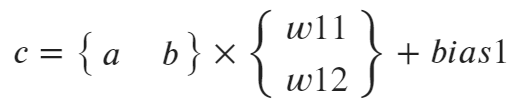 c = { a b } × { w11 w12 } + bias1